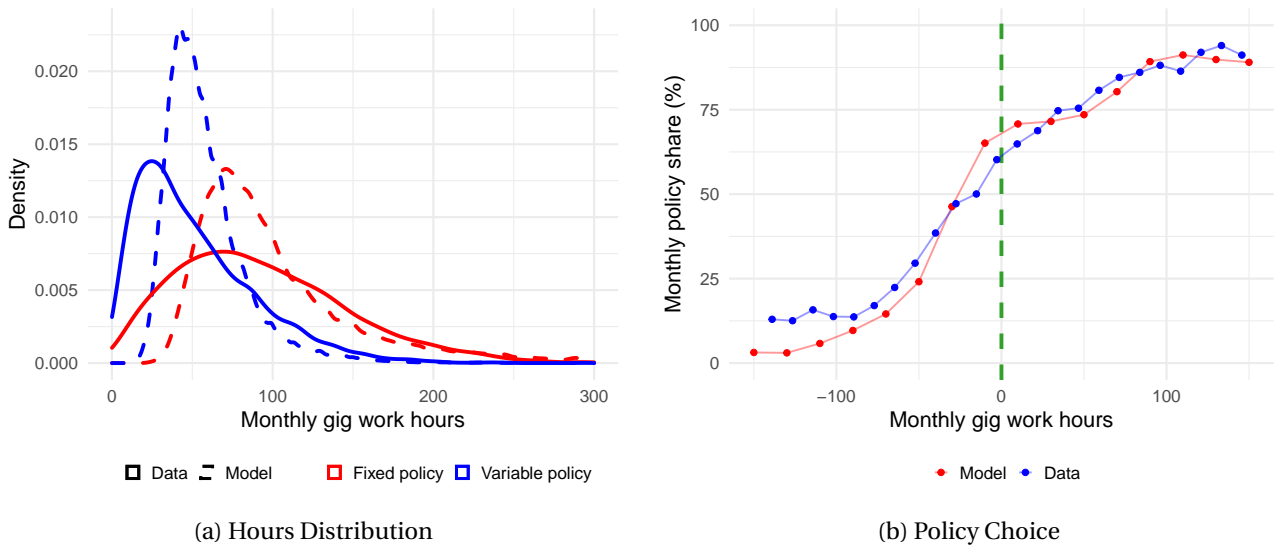 Density
0.020
0.015
0.010
0.005
0.000
0
100
200
300
Monthly gig work hours
Data
Model
Fixed policy
Variable policy
(a) Hours Distribution
Monthly policy share (%)
100
75
50
25
0
−100
0
100
Monthly gig work hours
Model
Data
(b) Policy Choice